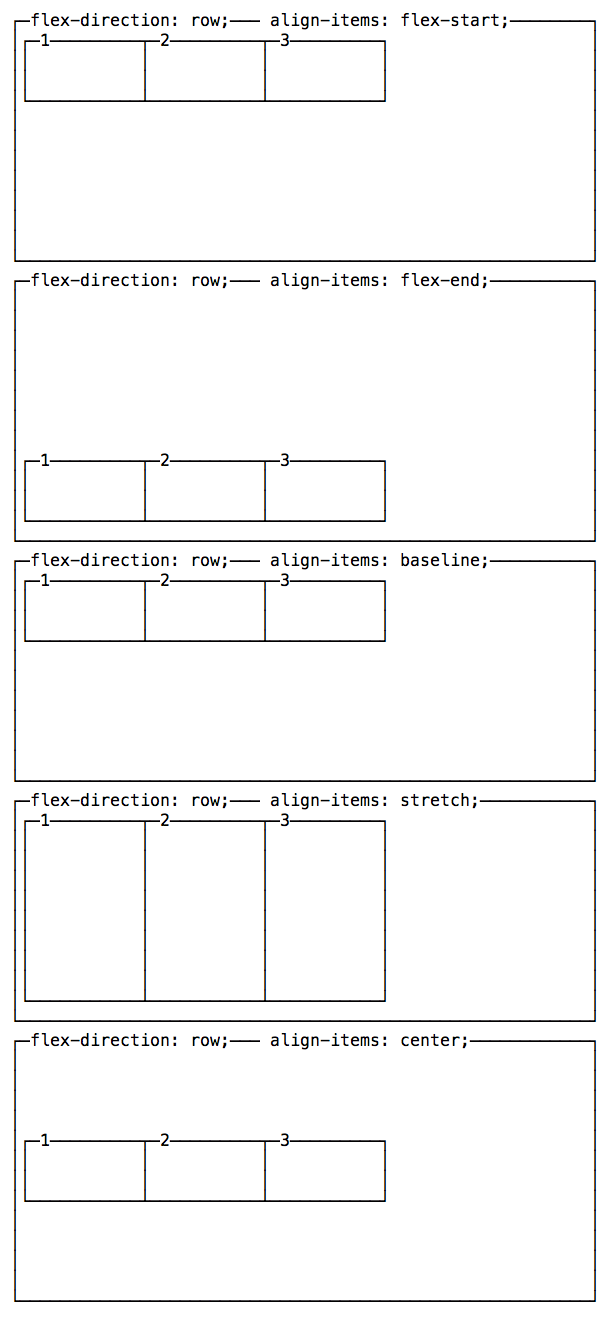 flex-direction: row; align-items: flex-start;
1 2 3
flex-direction: row; align-items: flex-end;
1 2 3
flex-direction: row; align-items: baseline;
1 2 3
flex-direction: row; align-items: stretch;
1 2 3
flex-direction: row; align-items: center;
1 2 3